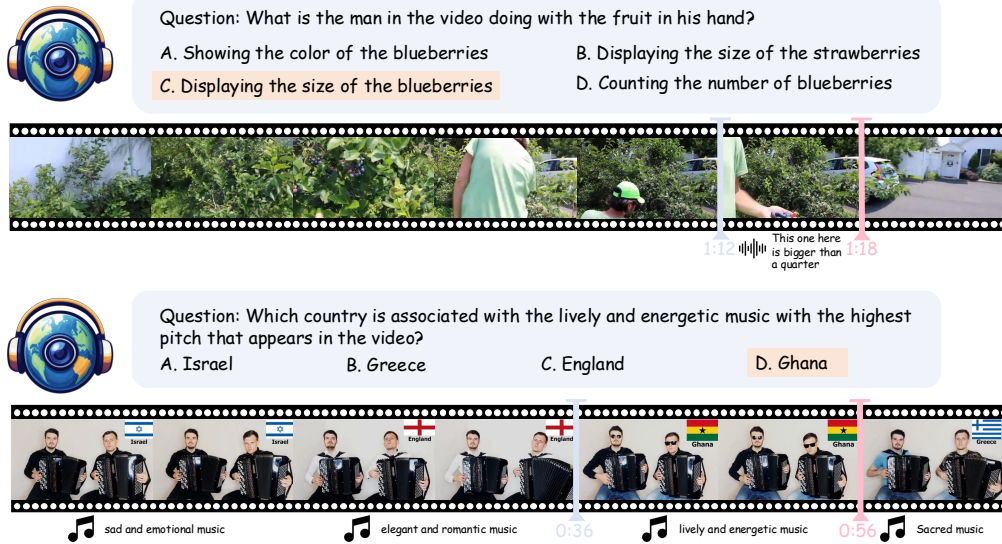 Question: What is the man in the video doing with the fruit in his hand?
A. Showing the color of the blueberries
B. Displaying the size of the strawberries
C. Displaying the size of the blueberries
D. Counting the number of blueberries
1:12
This one here
is bigger than
a quarter
1:18
Question: Which country is associated with the lively and energetic music with the highest
pitch that appears in the video?
A. Israel
B. Greece
C. England
D. Ghana
Israel
Israel
England
England
Ghana
Ghana
Greece
sad and emotional music
elegant and romantic music
0:36
lively and energetic music
0:56
Sacred music